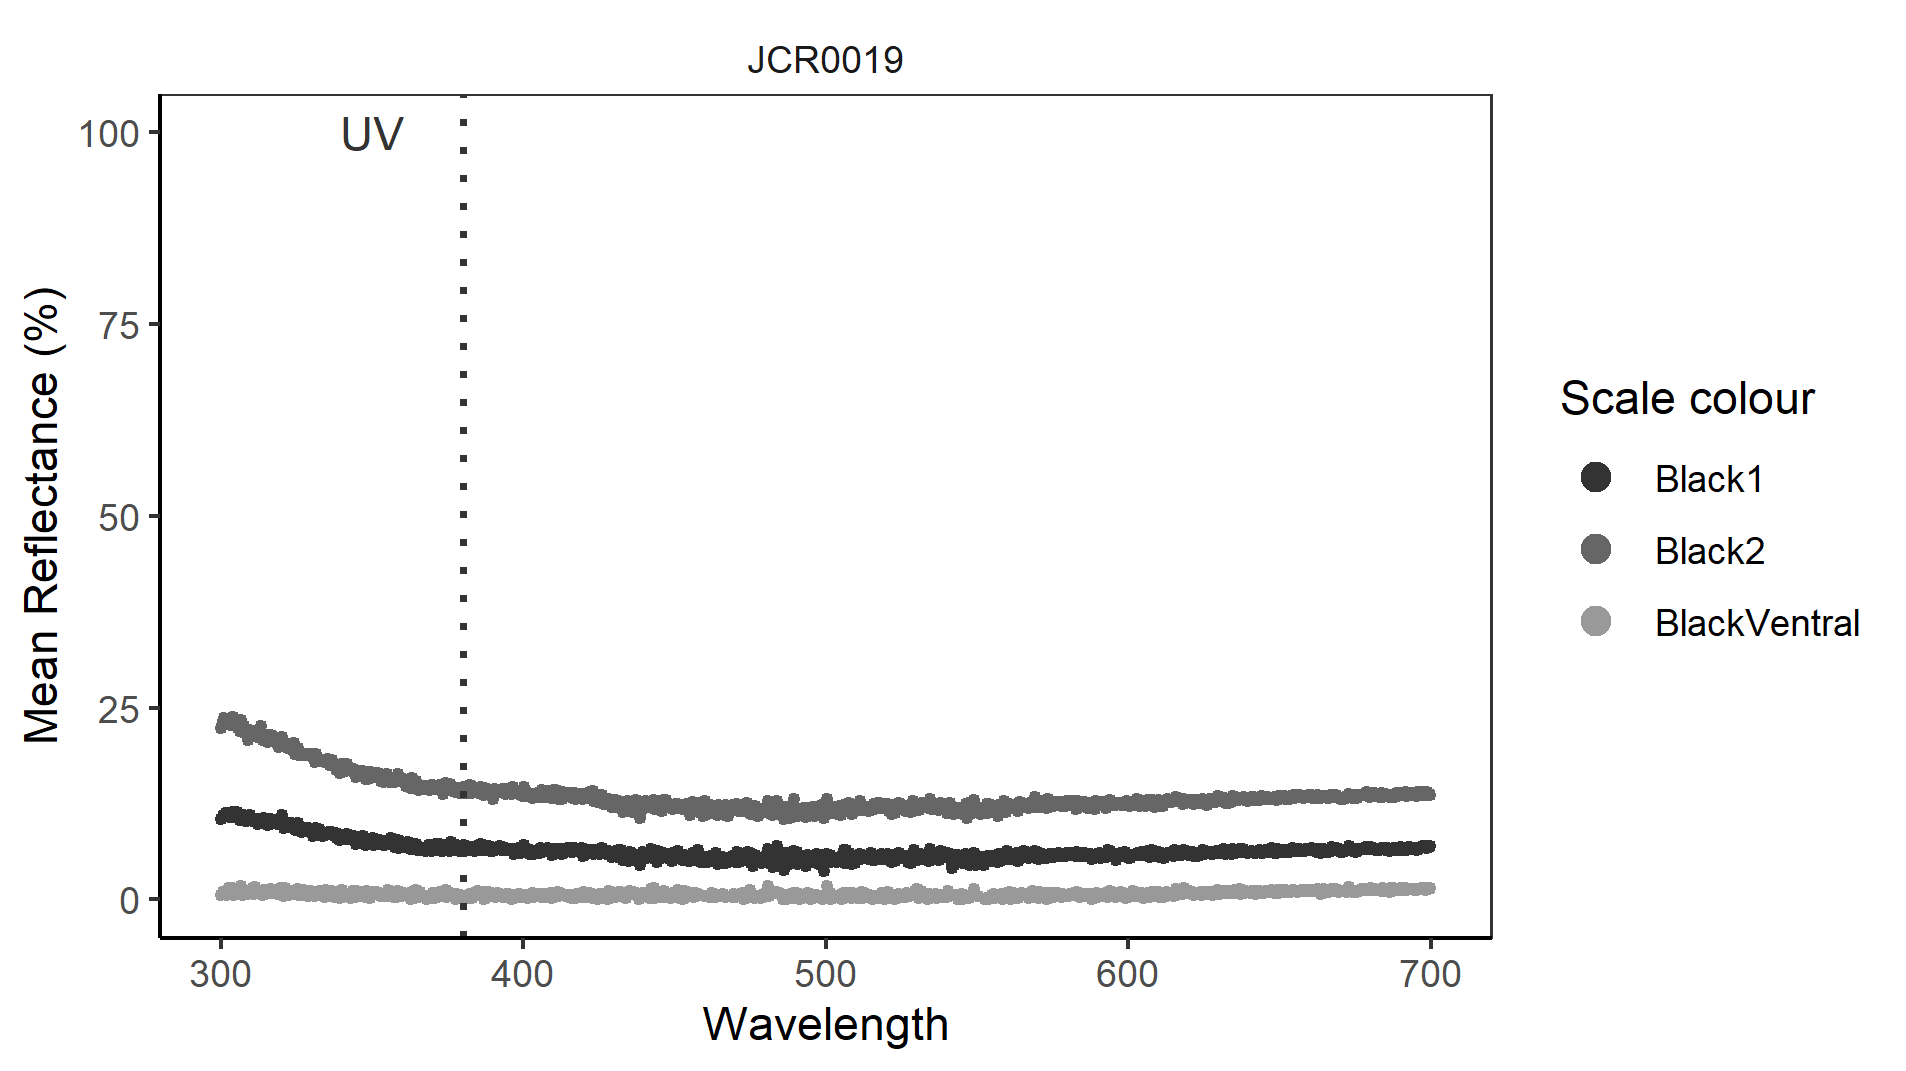 JCR0019
UV
100
75
50
25
0
Mean Reflectance (%)
300 400 500 600 700
Wavelength
Scale colour
Black1
Black2
BlackVentral